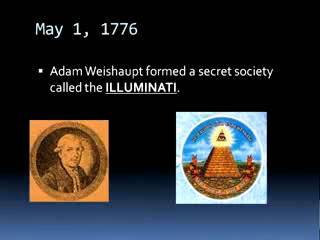 May 1, 1776
Adam Weishaupt formed a secret society
called the ILLUMINATI.